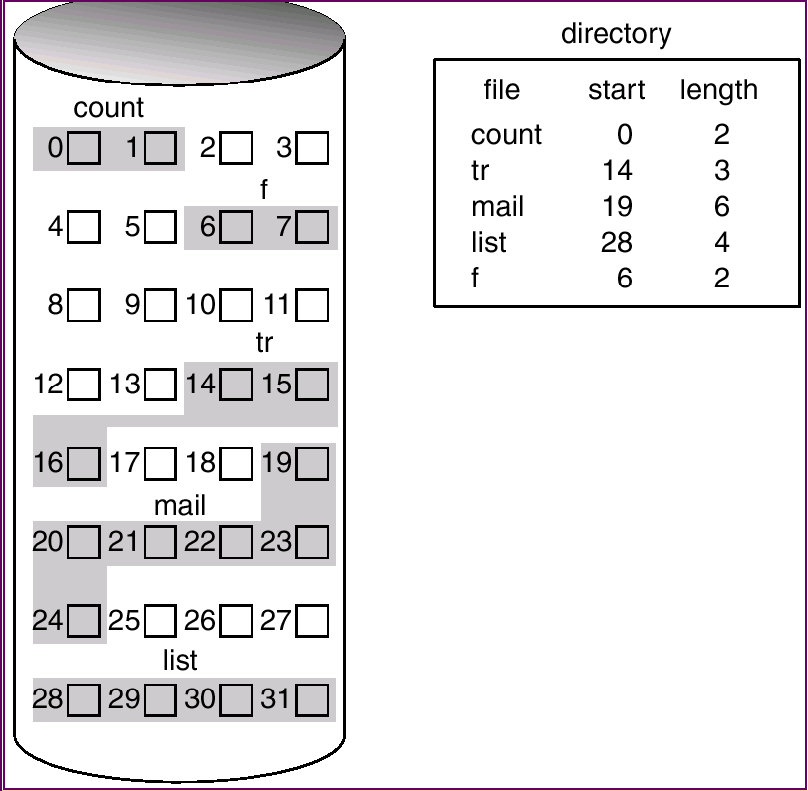 count
0 1 2 3
f
4 5 6 7
8 9 10 11
tr
12 13 14 15
16 17 18 19
mail
20 21 22 23
24 25 26 27
list
28 29 30 31
directory
file start length
count 0 2
tr 14 3
mail 19 6
list 28 4
f 6 2